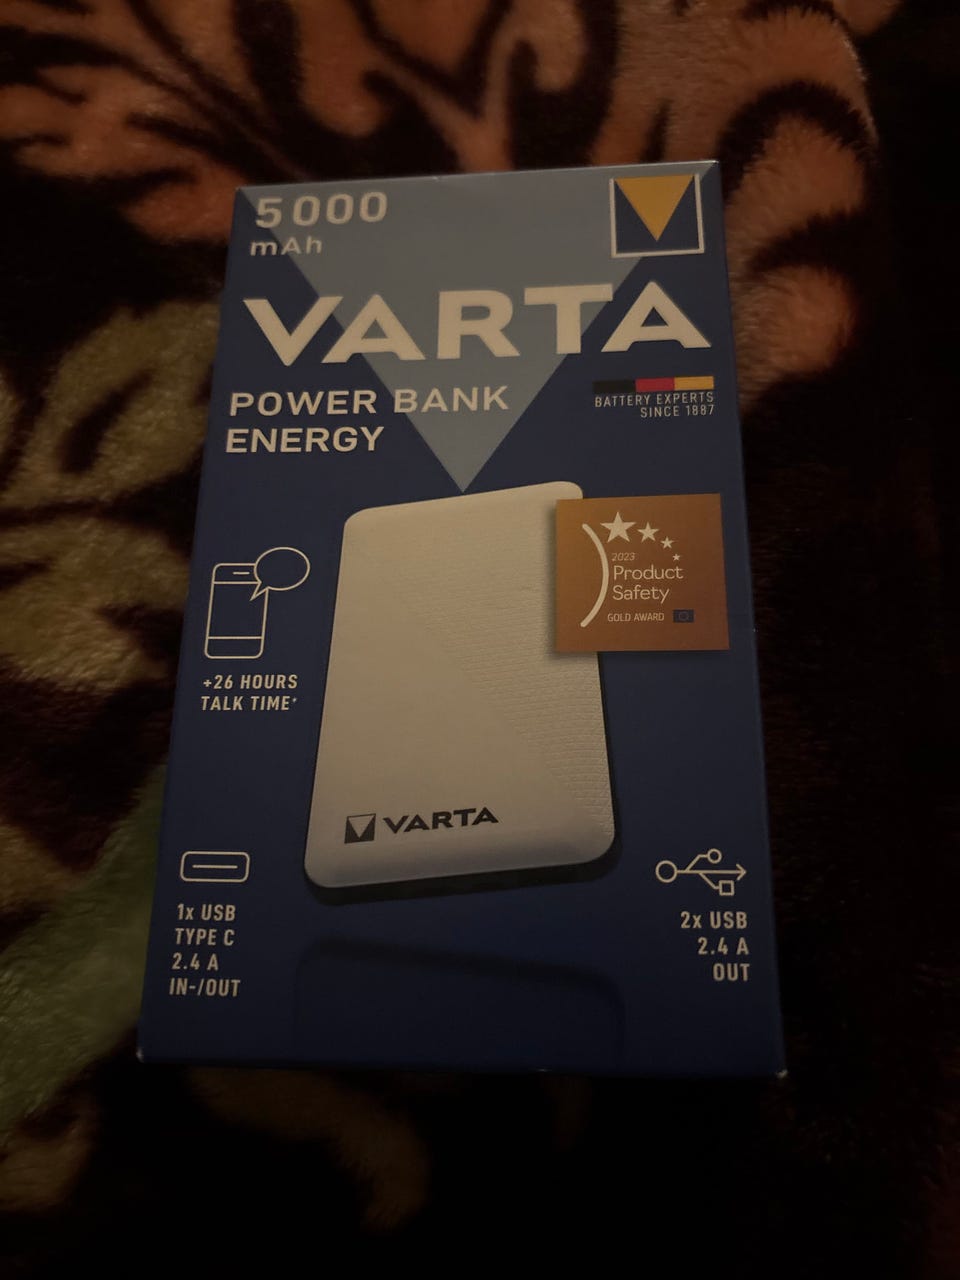 5000
mAh
VARTA
POWER BANK
ENERGY
BATTERY EXPERTS
SINCE 1887
2023
Product
Safety
GOLD AWARD
+26 HOURS
TALK TIME*
VARTA
1x USB
TYPE C
2.4 A
IN-/OUT
2x USB
2.4 A
OUT